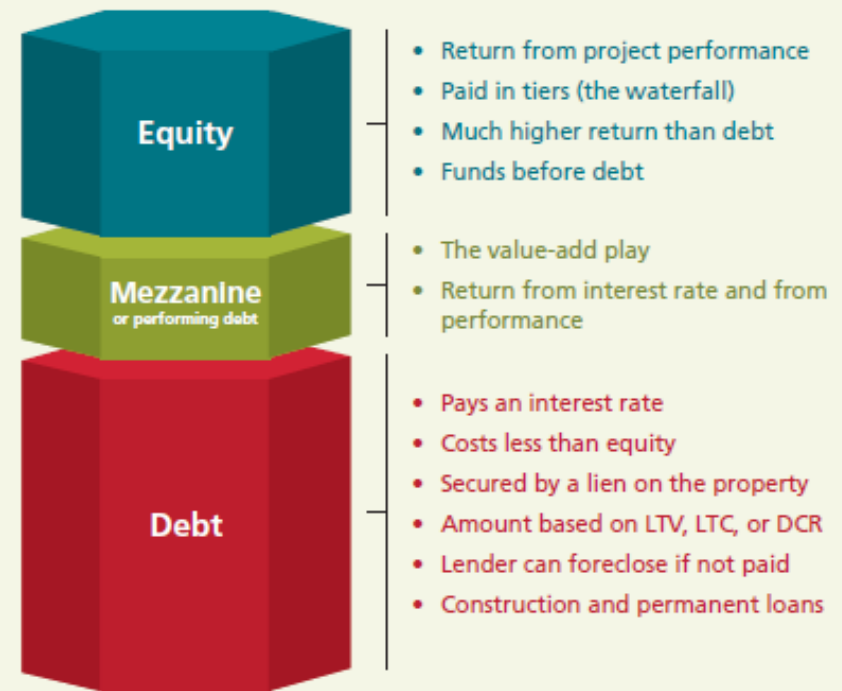 Equity
• Return from project performance
• Paid in tiers (the waterfall)
• Much higher return than debt
• Funds before debt
Mezzanine
or performing debt
• The value-add play
• Return from interest rate and from
performance
Debt
• Pays an interest rate
• Costs less than equity
• Secured by a lien on the property
• Amount based on LTV, LTC, or DCR
• Lender can foreclose if not paid
• Construction and permanent loans